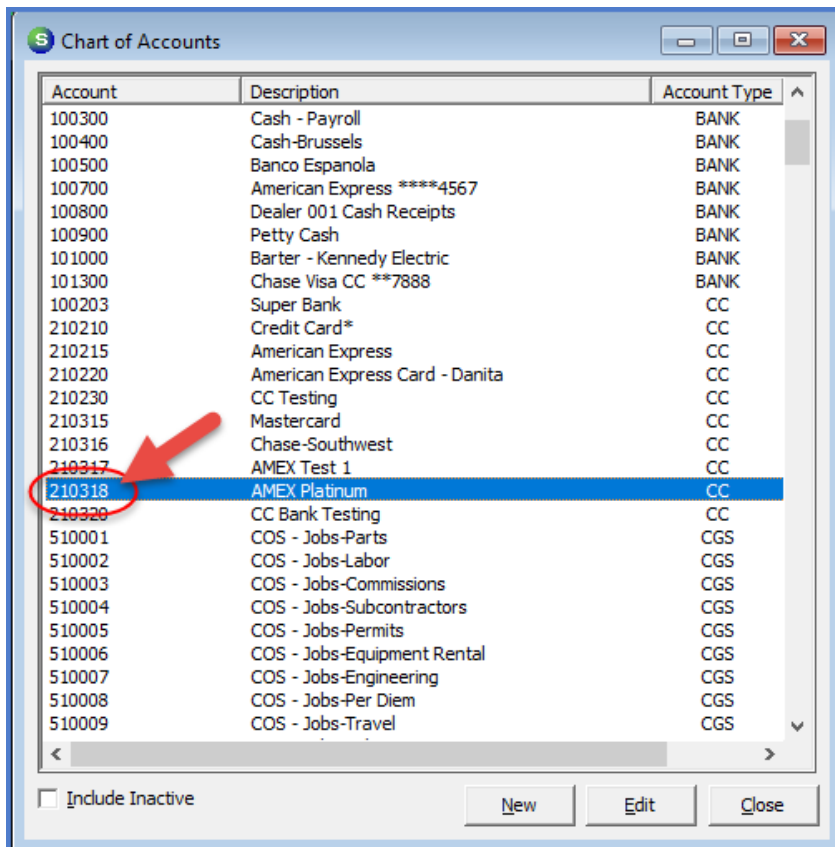 S Chart of Accounts
Account Description Account Type
100300 Cash - Payroll BANK
100400 Cash-Brussels BANK
100500 Banco Espanola BANK
100700 American Express ****4567 BANK
100800 Dealer 001 Cash Receipts BANK
100900 Petty Cash BANK
101000 Barter - Kennedy Electric BANK
101300 Chase Visa CC **7888 BANK
100203 Super Bank CC
210210 Credit Card* CC
210215 American Express CC
210220 American Express Card - Danita CC
210230 CC Testing CC
210315 Mastercard CC
210316 Chase-Southwest CC
210317 AMEX Test 1 CC
210318 AMEX Platinum CC
210320 CC Bank Testing CC
510001 COS - Jobs-Parts CGS
510002 COS - Jobs-Labor CGS
510003 COS - Jobs-Commissions CGS
510004 COS - Jobs-Subcontractors CGS
510005 COS - Jobs-Permits CGS
510006 COS - Jobs-Equipment Rental CGS
510007 COS - Jobs-Engineering CGS
510008 COS - Jobs-Per Diem CGS
510009 COS - Jobs-Travel CGS
Include Inactive New Edit Close